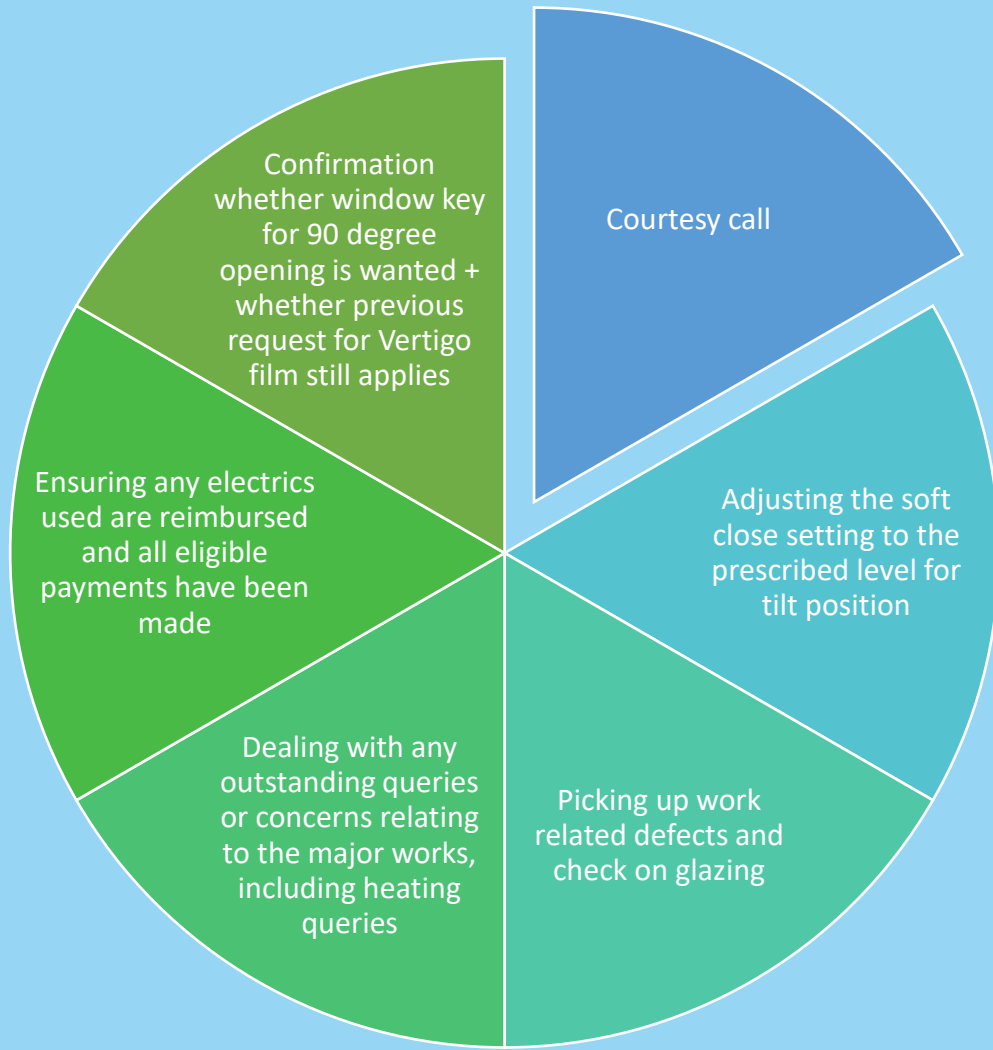 Courtesy call
Adjusting the soft
close setting to the
prescribed level for
tilt position
Picking up work
related defects and
check on glazing
Dealing with any
outstanding queries
or concerns relating
to the major works,
including heating
queries
Ensuring any electrics
used are reimbursed
and all eligible
payments have been
made
Confirmation
whether window key
for 90 degree
opening is wanted +
whether previous
request for Vertigo
film still applies